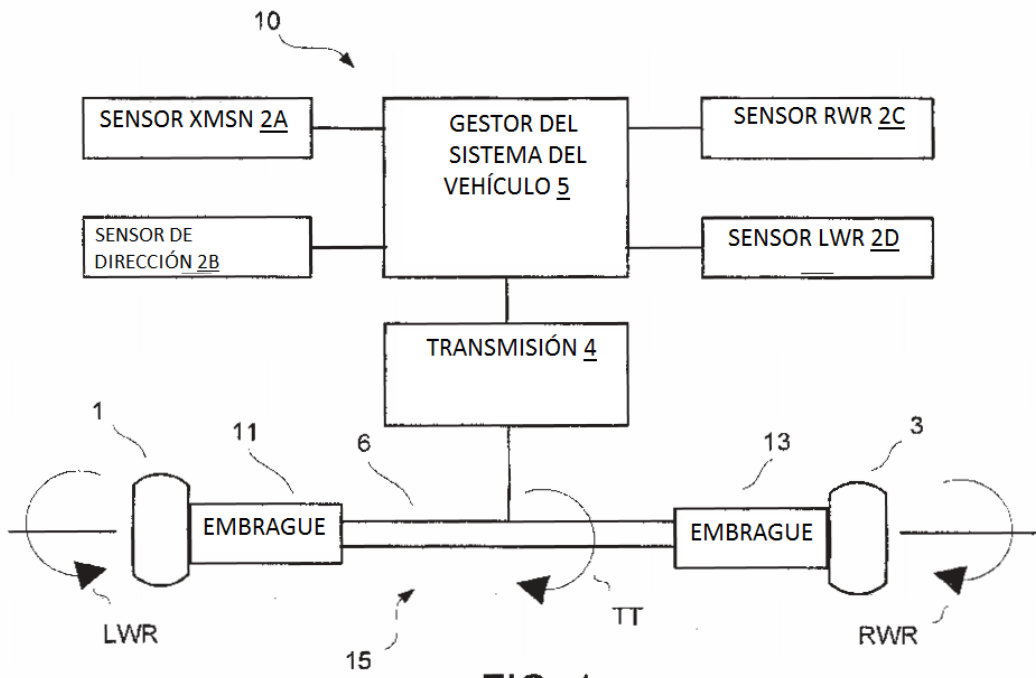 10
SENSOR XMSN 2A
GESTOR DEL
SISTEMA DEL
VEHÍCULO 5
SENSOR RWR 2C
SENSOR DE
DIRECCIÓN 2B
SENSOR LWR 2D
TRANSMISIÓN 4
1
11
6
13
3
EMBRAGUE
EMBRAGUE
LWR
15
TT
RWR